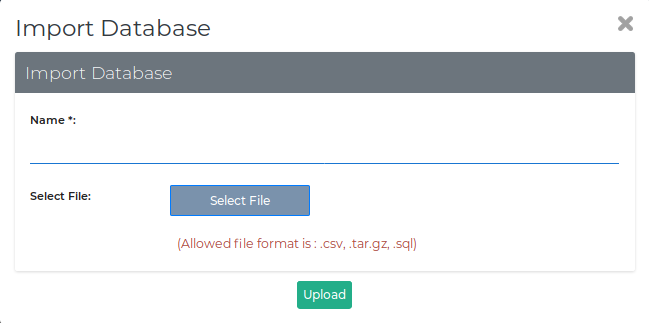 Import Database
Import Database
Name *:
Select File:
Select File
(Allowed file format is : .csv, .tar.gz, .sql)
Upload